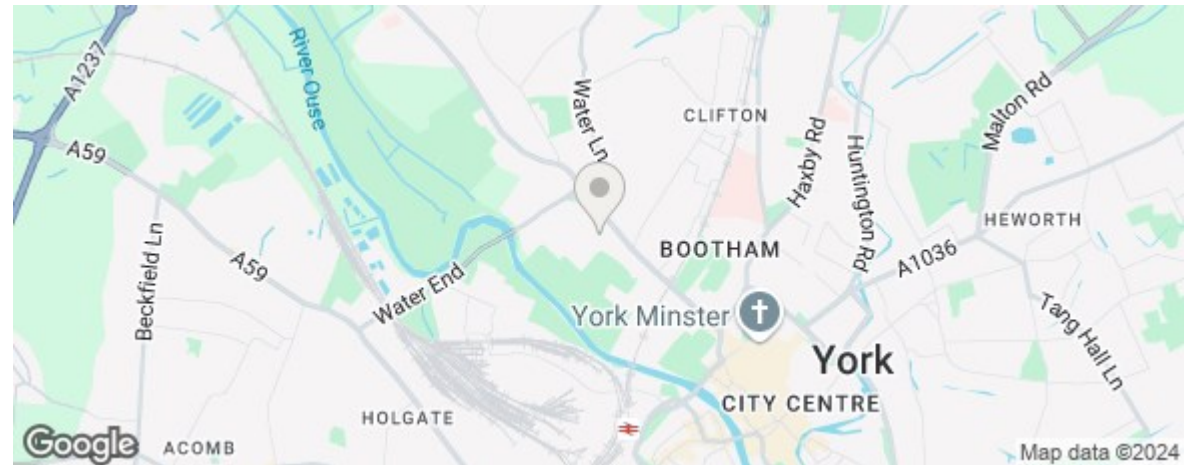 A1237
River Ouse
Water Ln
CLIFTON
Haxby Rd
Huntington Rd
Malton Rd
A59
HEWORTH
Beckfield Ln
A59
Water End
BOOTHAM
A1036
York Minster
Tang Hall Ln
York
CITY CENTRE
HOLGATE
ACOMB
Google
Map data ©2024